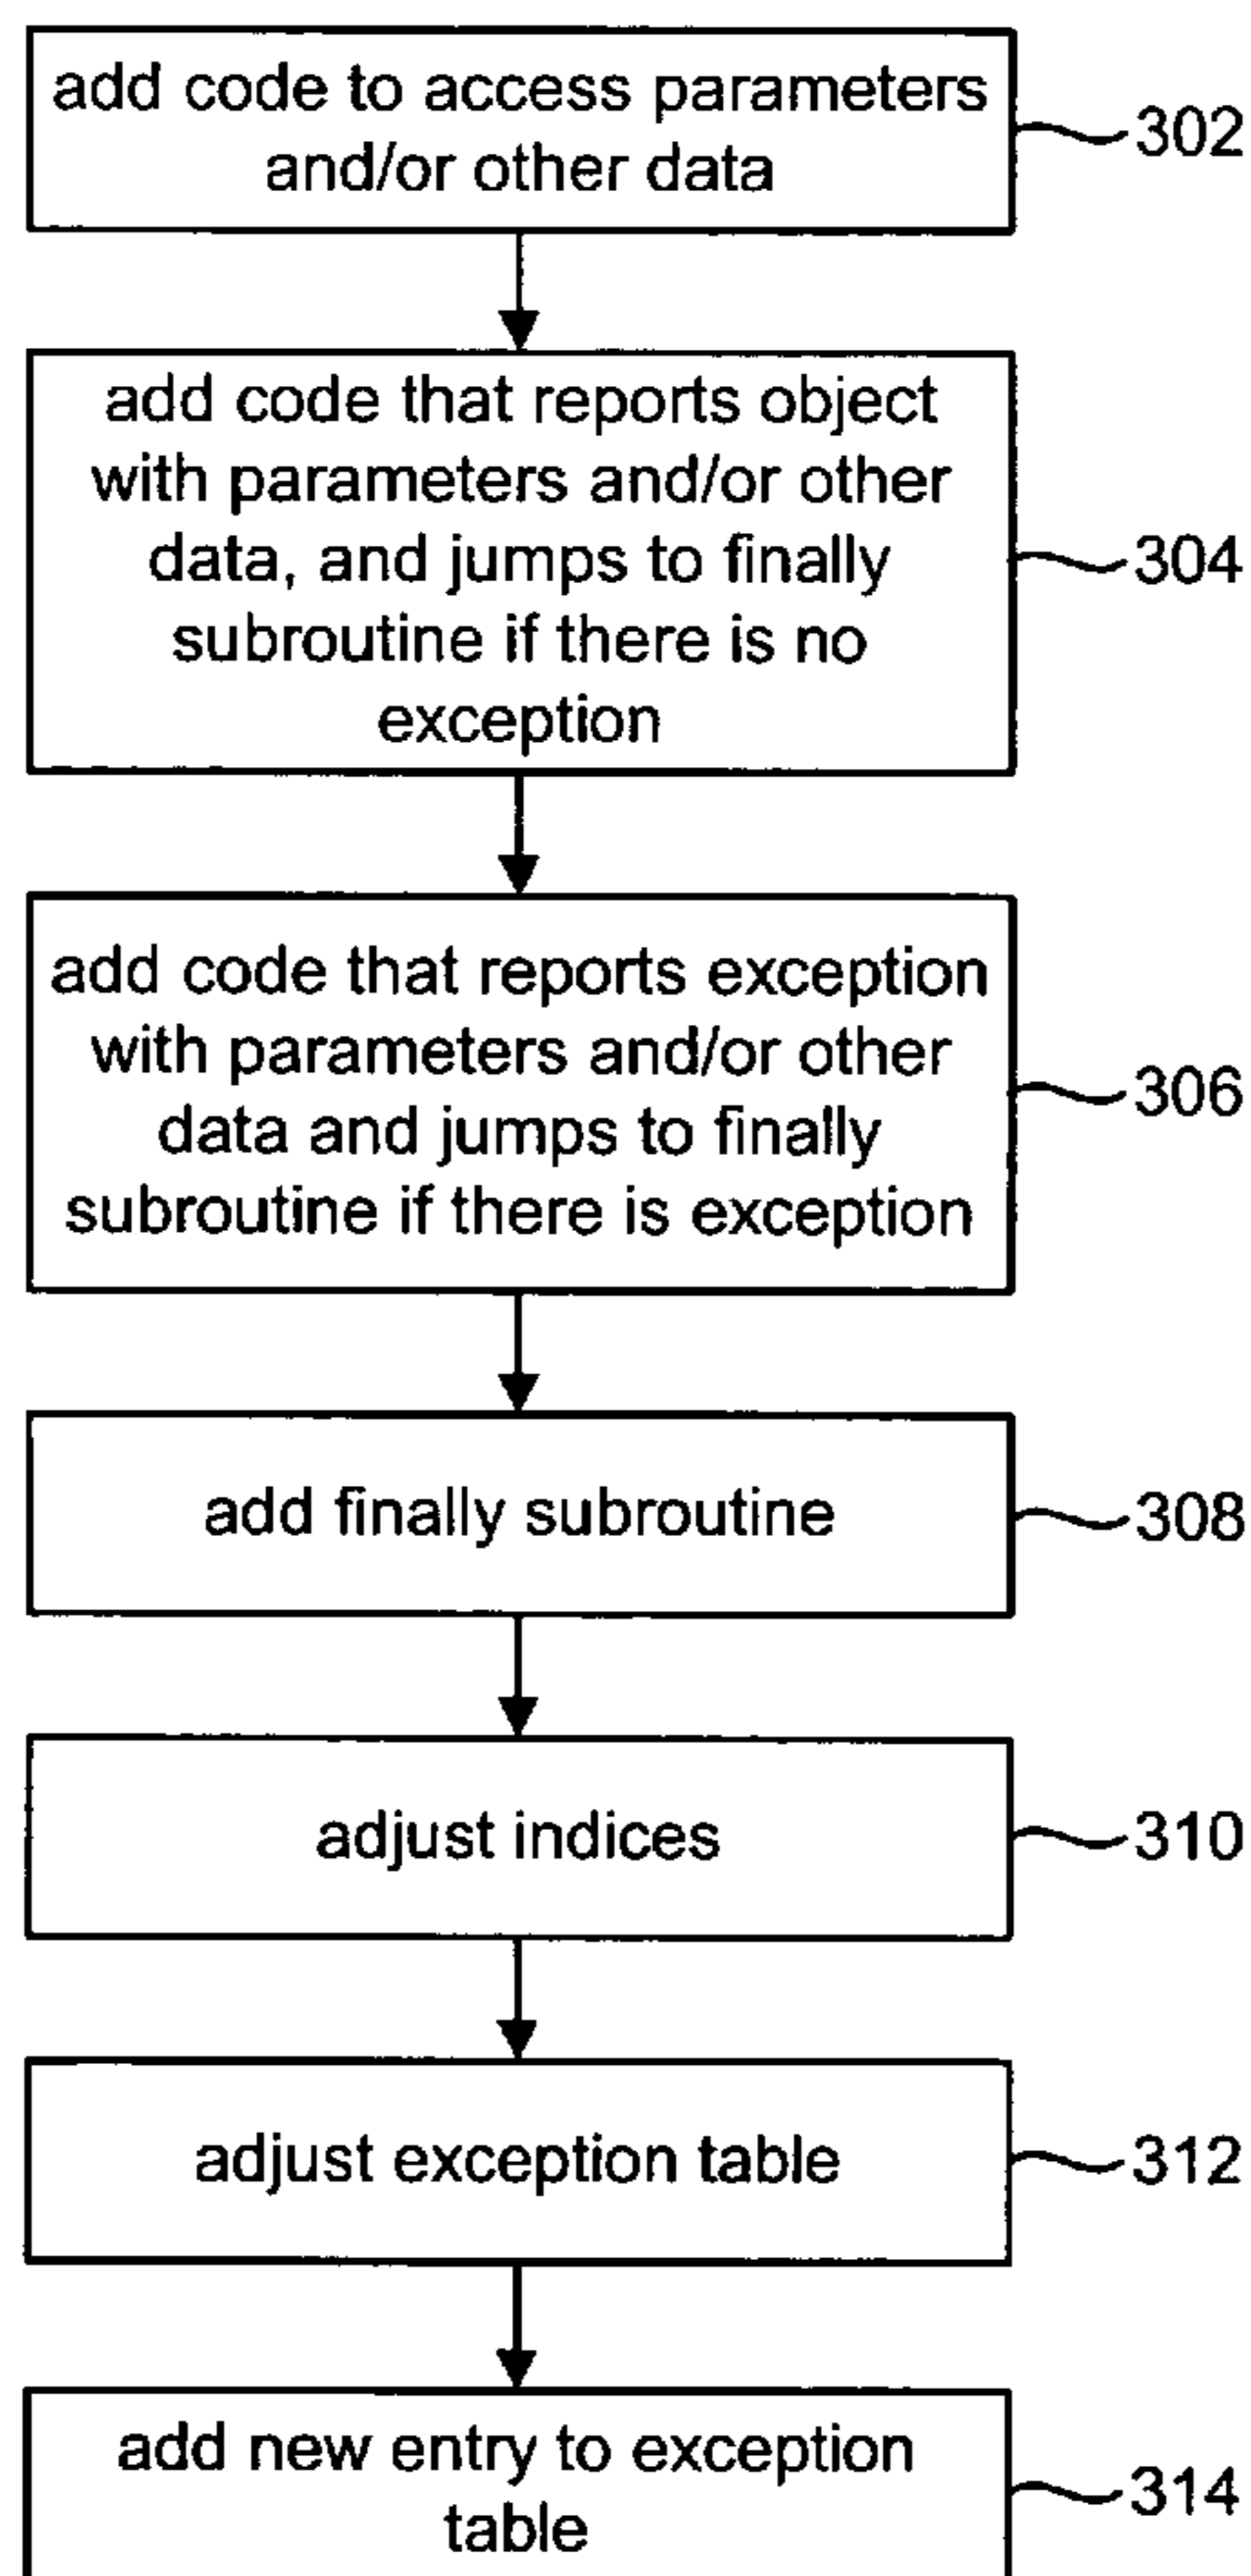 add code to access parameters
and/or other data
302
add code that reports object
with parameters and/or other
data, and jumps to finally
subroutine if there is no
exception
304
add code that reports exception
with parameters and/or other
data and jumps to finally
subroutine if there is exception
306
add finally subroutine
308
adjust indices
310
adjust exception table
312
add new entry to exception
table
314